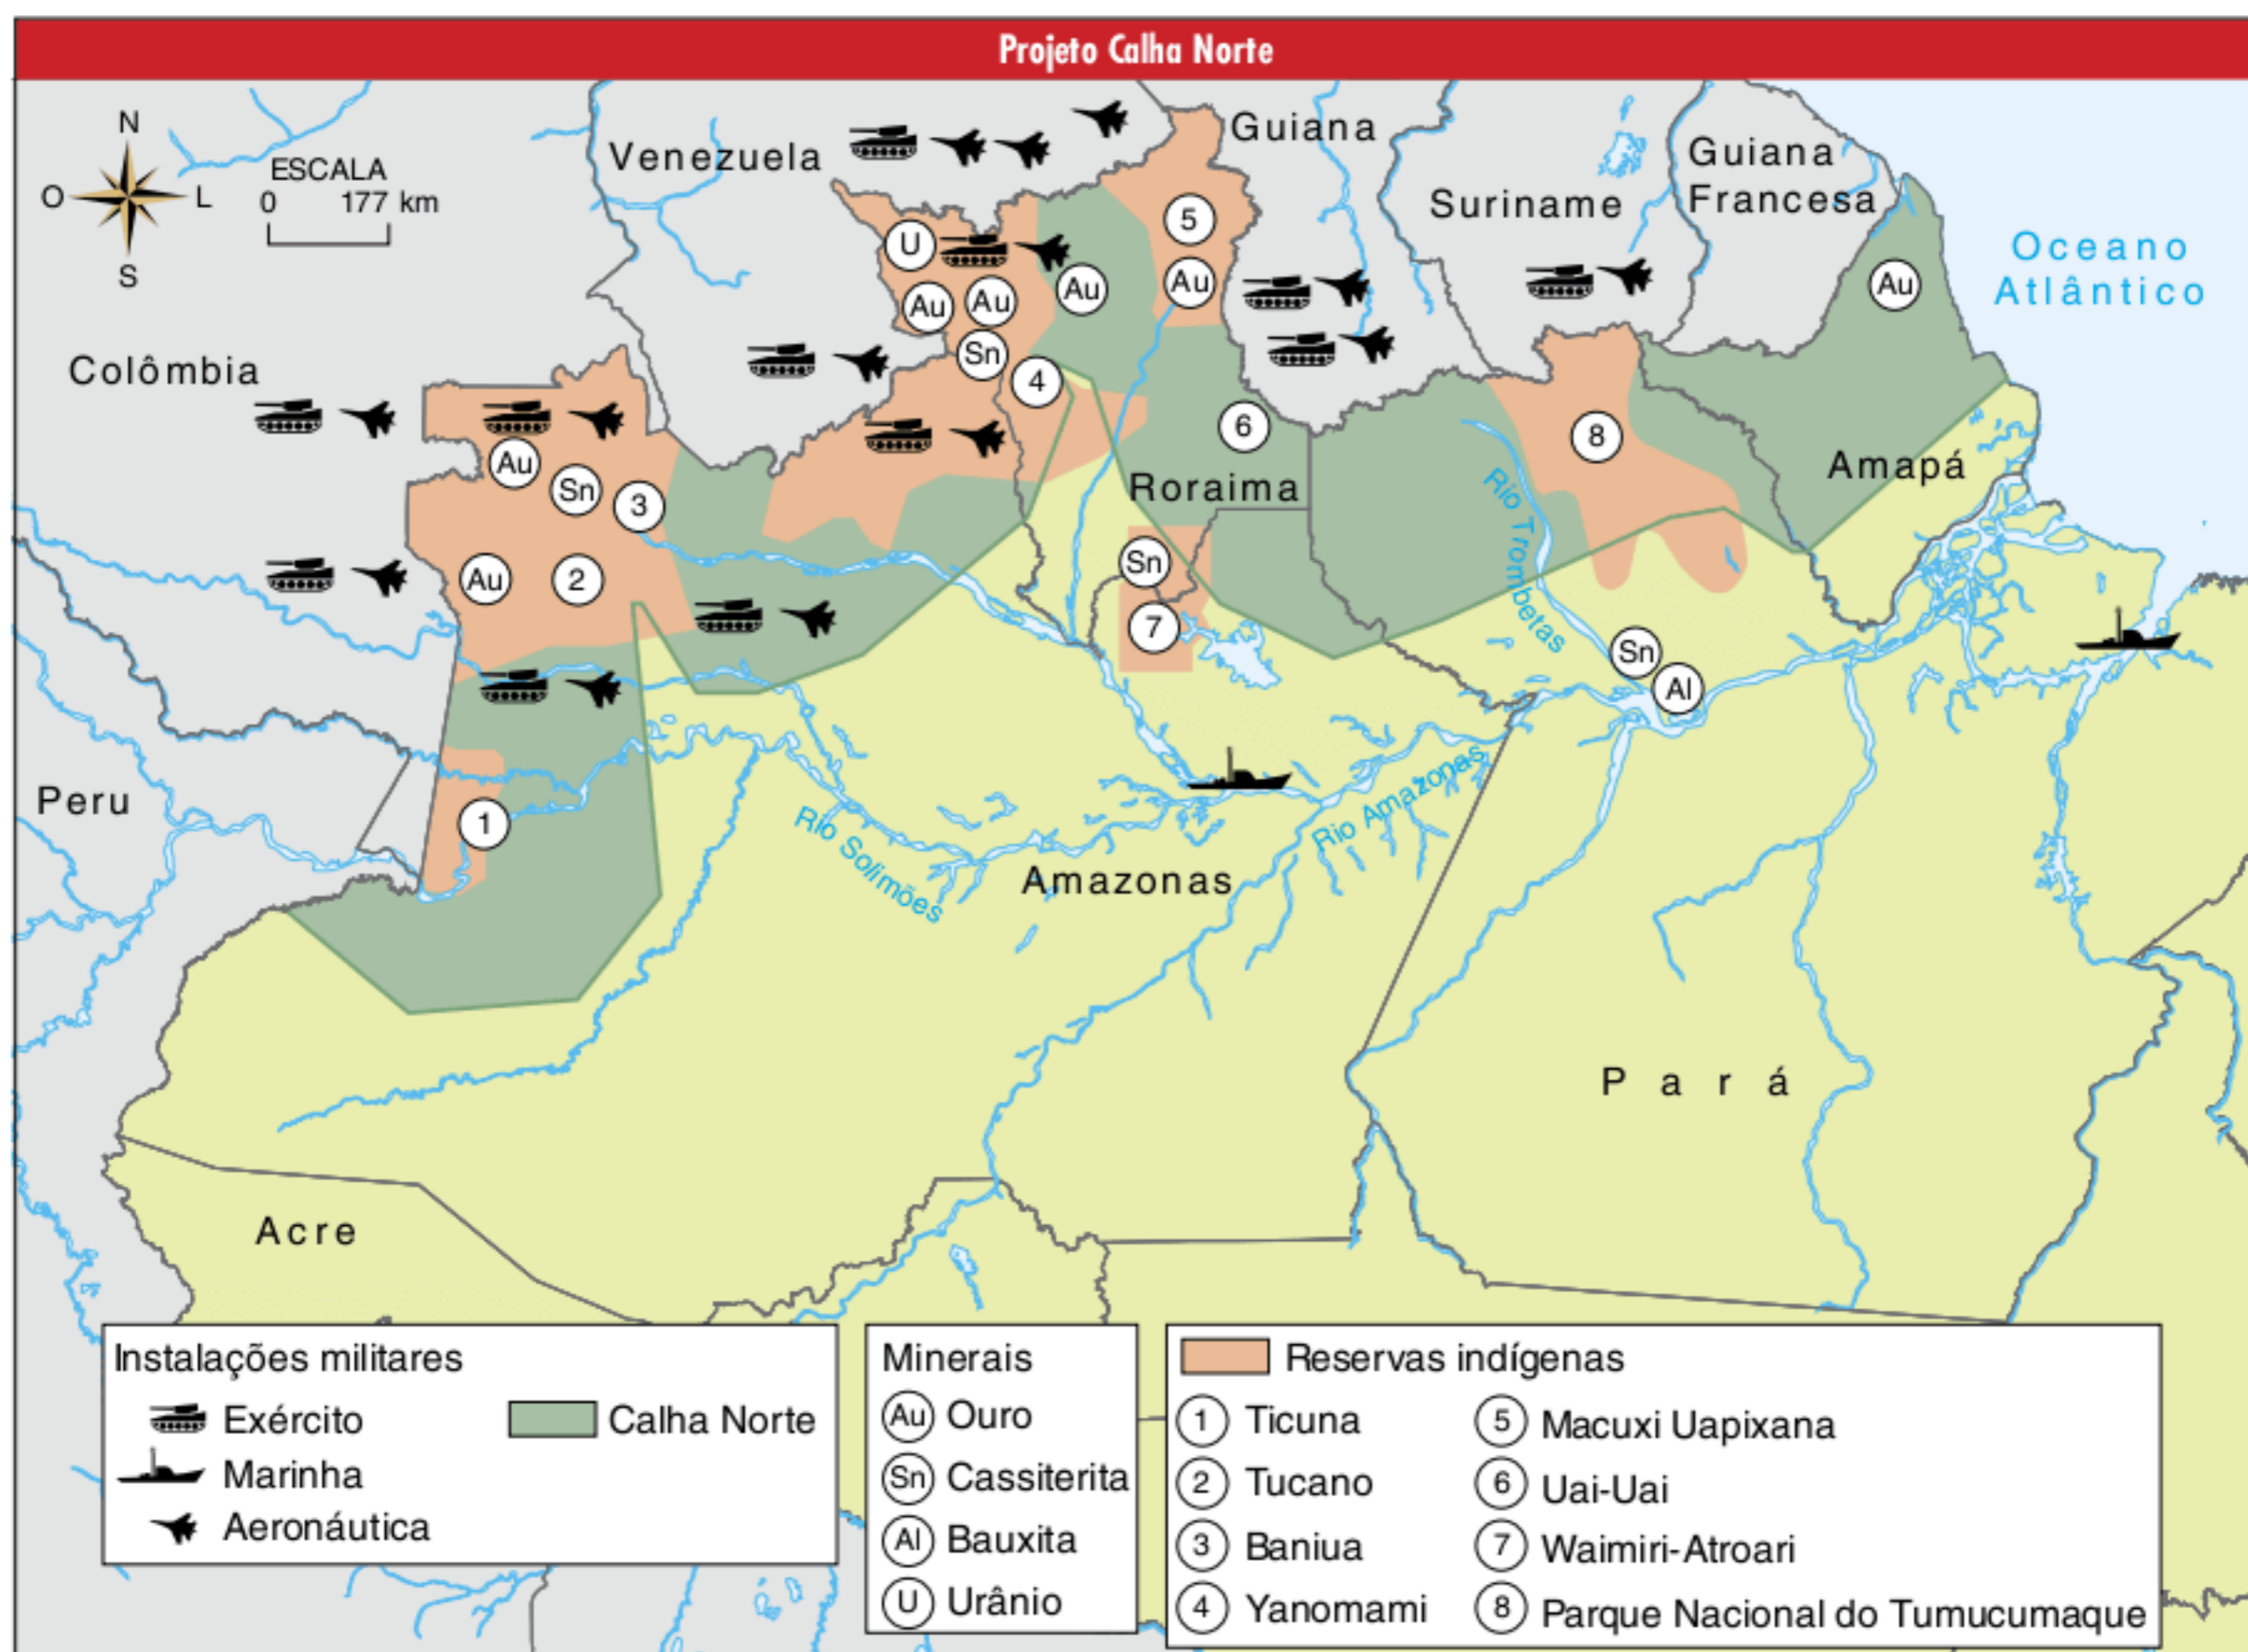 Projeto Calha Norte
N
O
L
S
ESCALA
0 177 km
Venezuela
Guiana
Suriname
Guiana
Francesa
Oceano
Atlântico
Colômbia
Peru
5
U
Au
Au
Au
Au
Au
Sn
4
6
8
Amapá
Roraima
Au
Sn
3
Au
2
Sn
7
Rio Trombetas
Sn
Al
1
Rio Solimões
Rio Amazonas
Amazonas
Pará
Acre
Instalações militares
Exército
Marinha
Aeronáutica
Calha Norte
Minerais
Au Ouro
Sn Cassiterita
Al Bauxita
U Urânio
Reservas indígenas
1 Ticuna
2 Tucano
3 Baniua
4 Yanomami
5 Macuxi Uapixana
6 Uai-Uai
7 Waimiri-Atroari
8 Parque Nacional do Tumucumaque